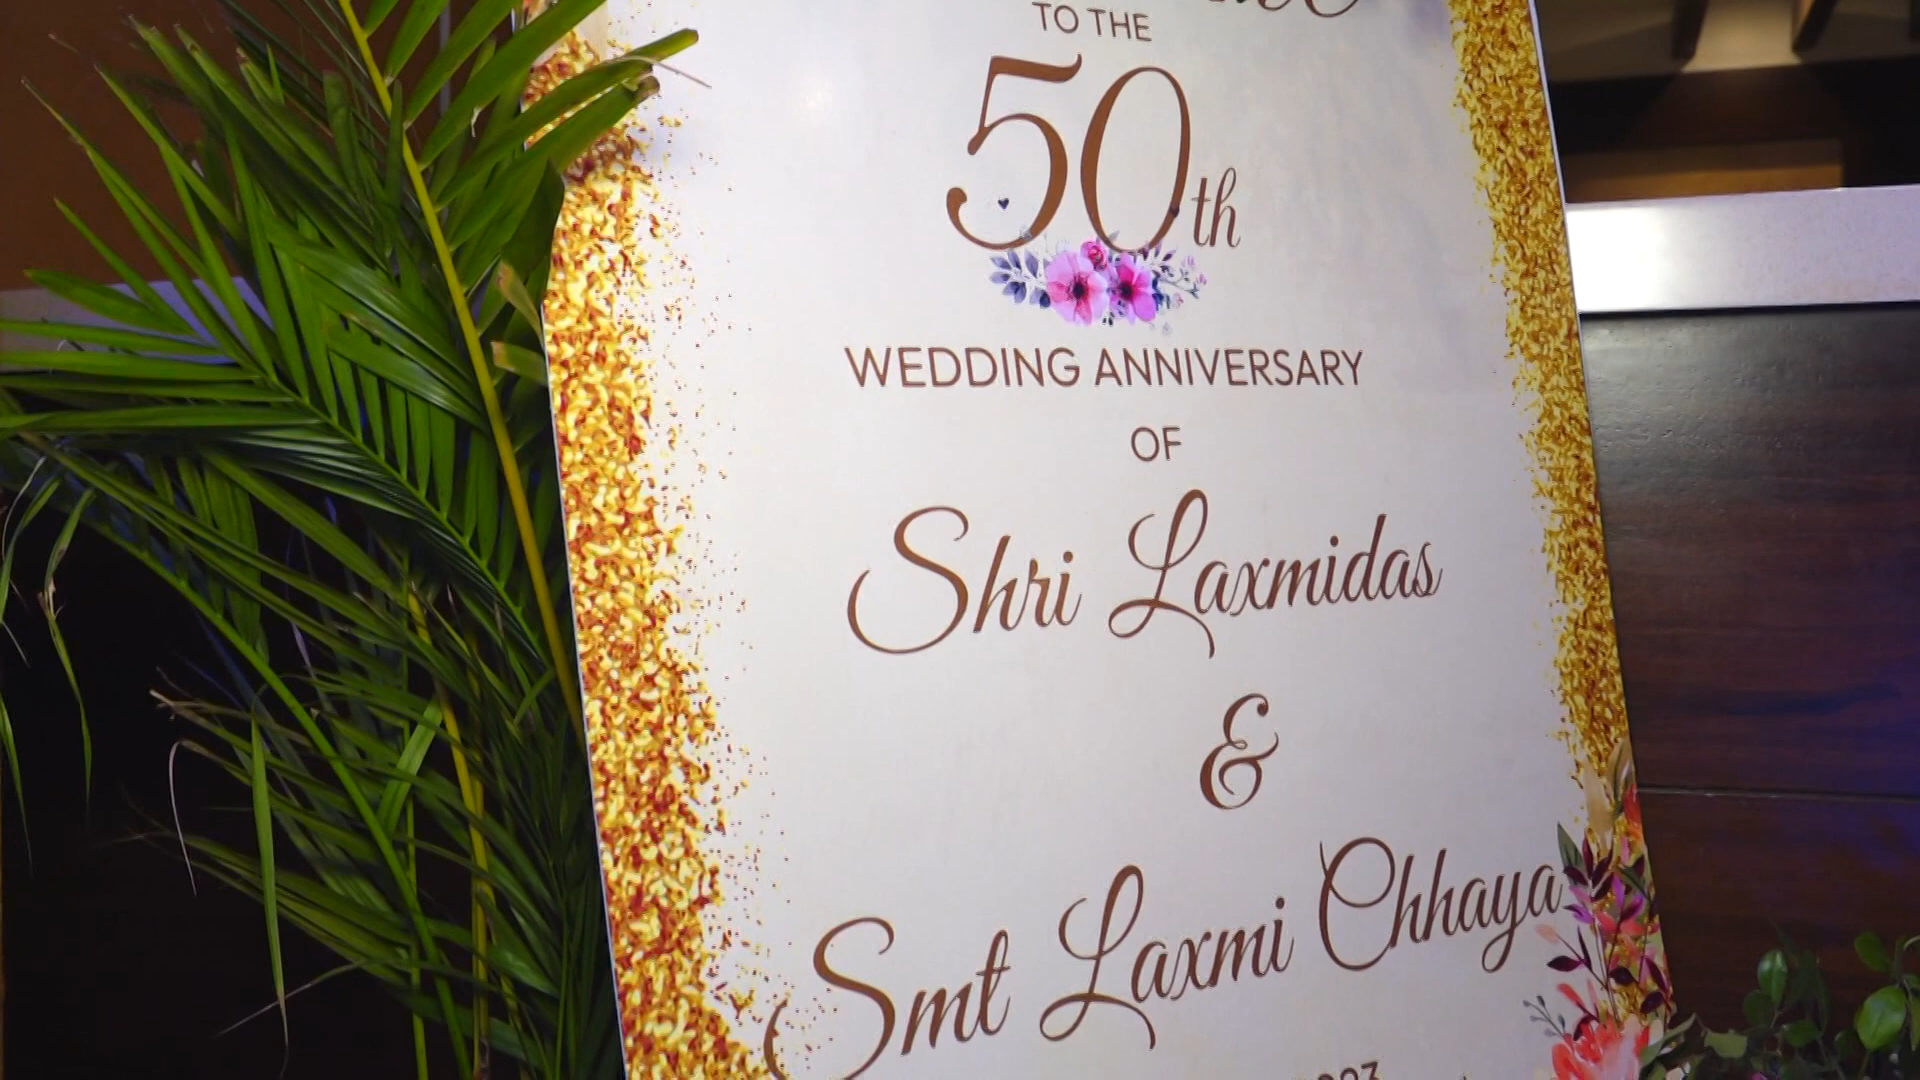 TO THE
50th
WEDDING ANNIVERSARY
OF
Shri Laxmidas
&
Smt Laxmi Chhaya